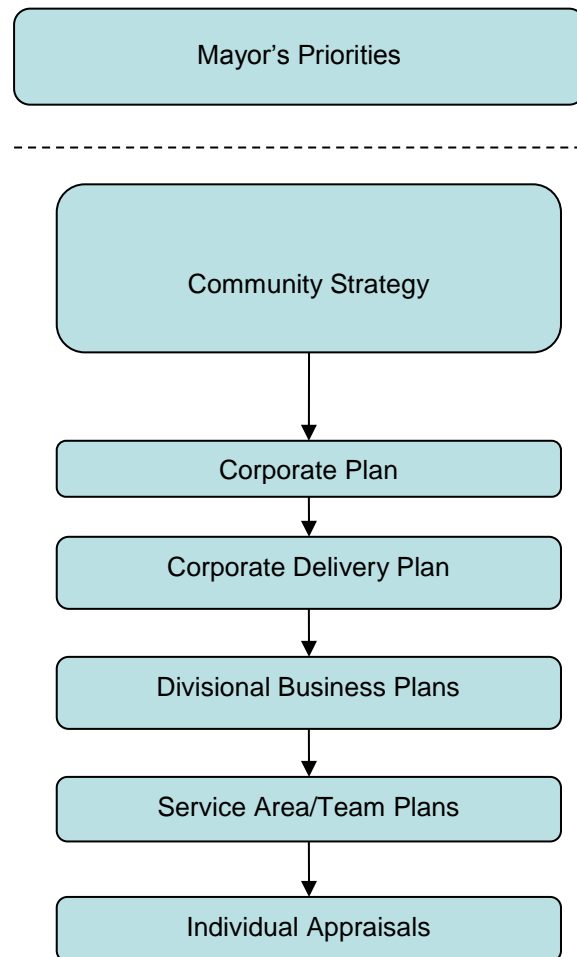 Mayor’s Priorities
Community Strategy
Corporate Plan
Corporate Delivery Plan
Divisional Business Plans
Service Area/Team Plans
Individual Appraisals